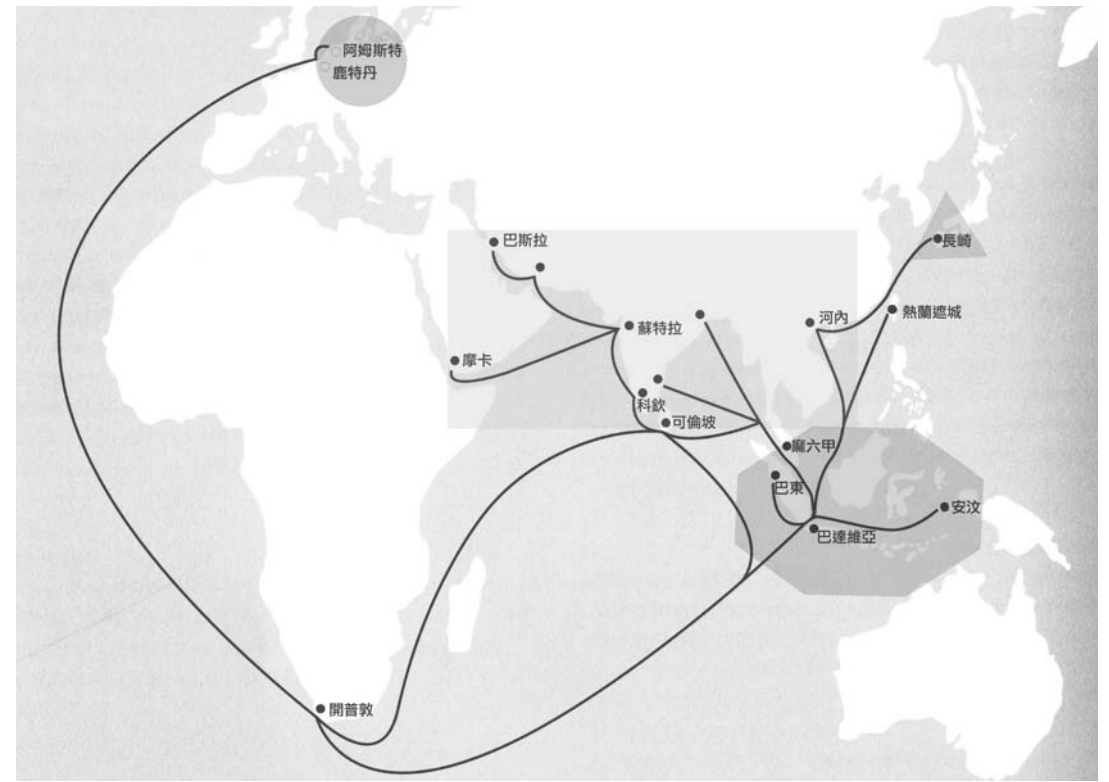 阿姆斯特
鹿特丹
巴斯拉
長崎
河內
熱蘭遮城
蘇特拉
摩卡
科欽
可倫坡
麻六甲
巴東
安汶
巴達維亞
開普敦